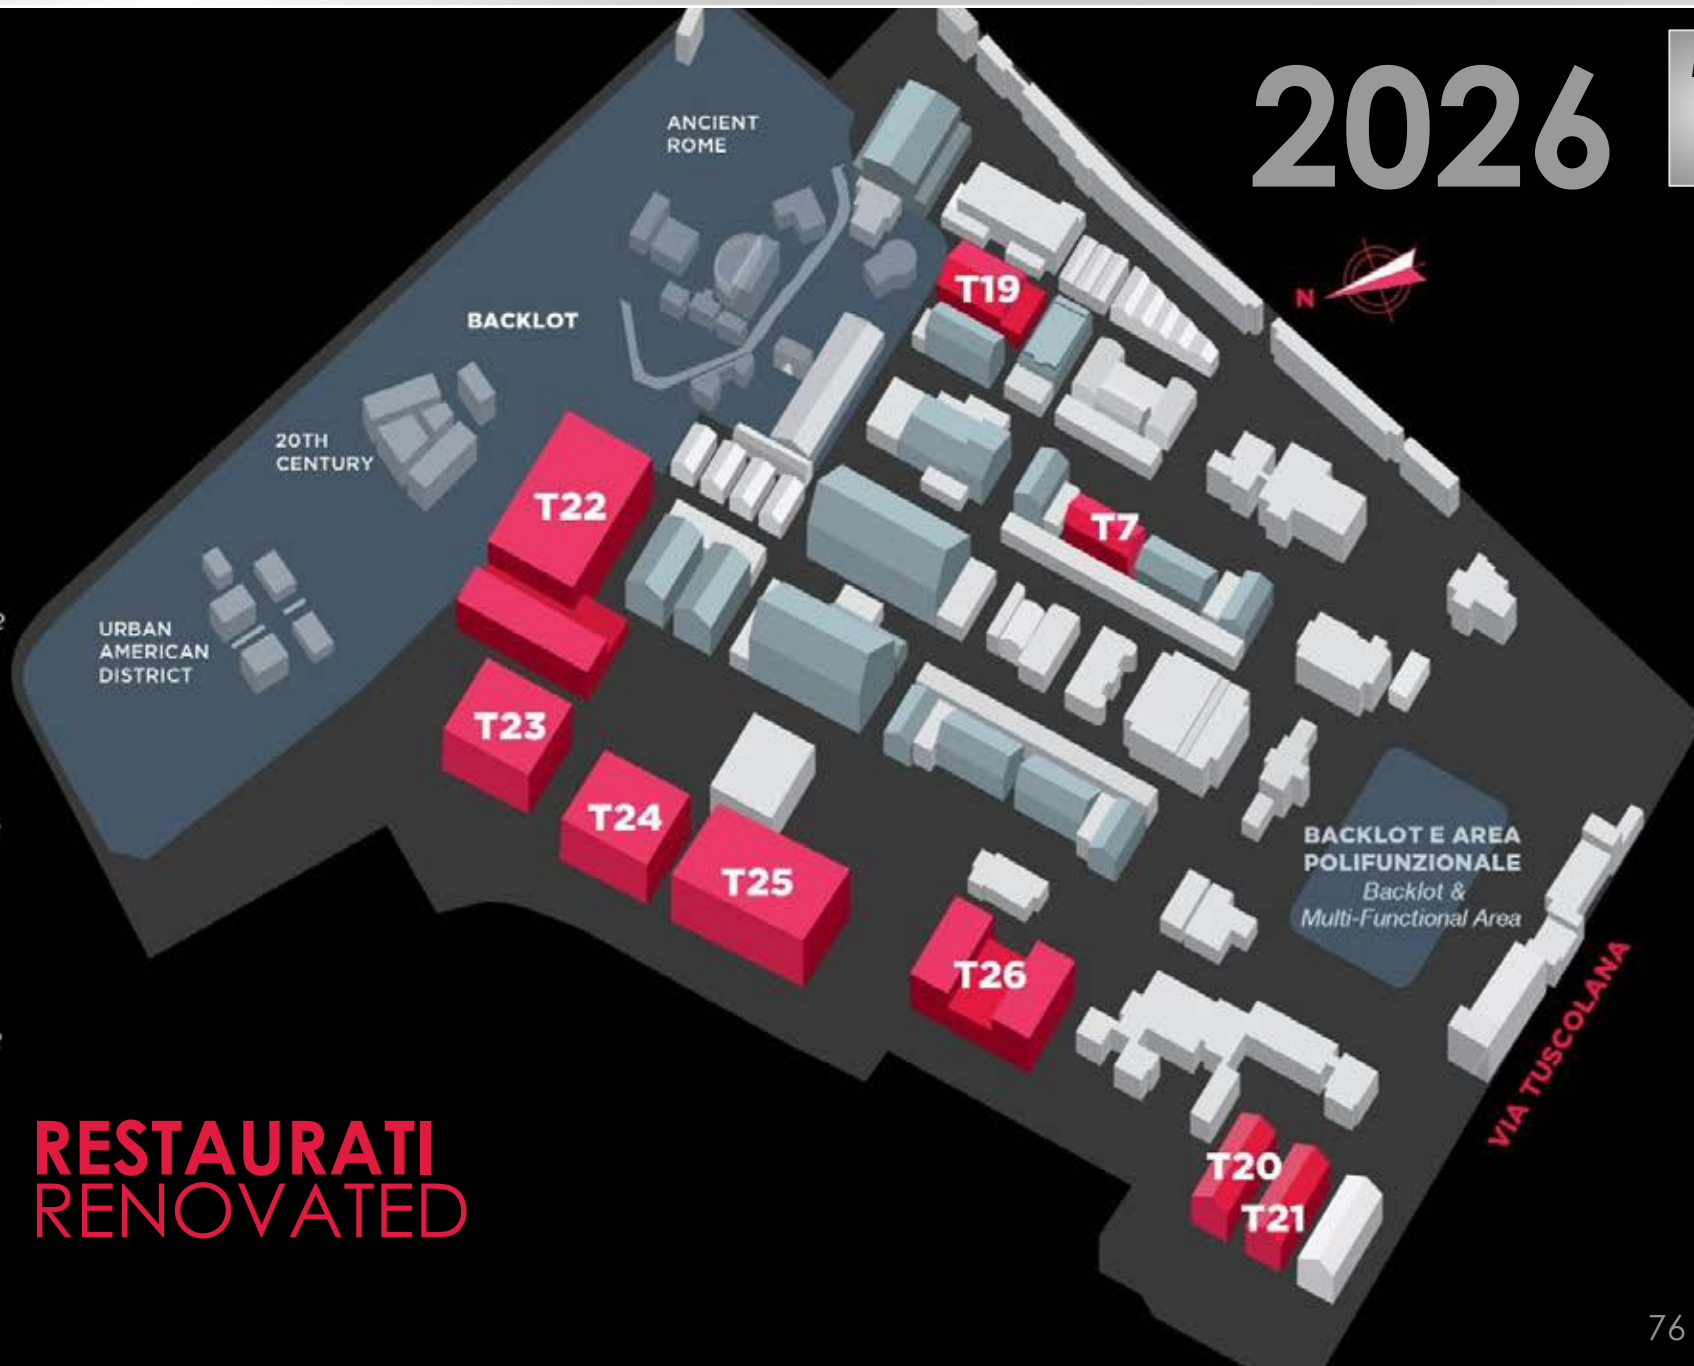 2026
ANCIENT
ROME
T19
N
BACKLOT
20TH
CENTURY
T22
T7
URBAN
AMERICAN
DISTRICT
T23
T24
T25
BACKLOT E AREA
POLIFUNZIONALE
Backlot &
Multi-Functional Area
T26
VIA TUSCOLANA
RESTAURATI
RENOVATED
T20
T21
76